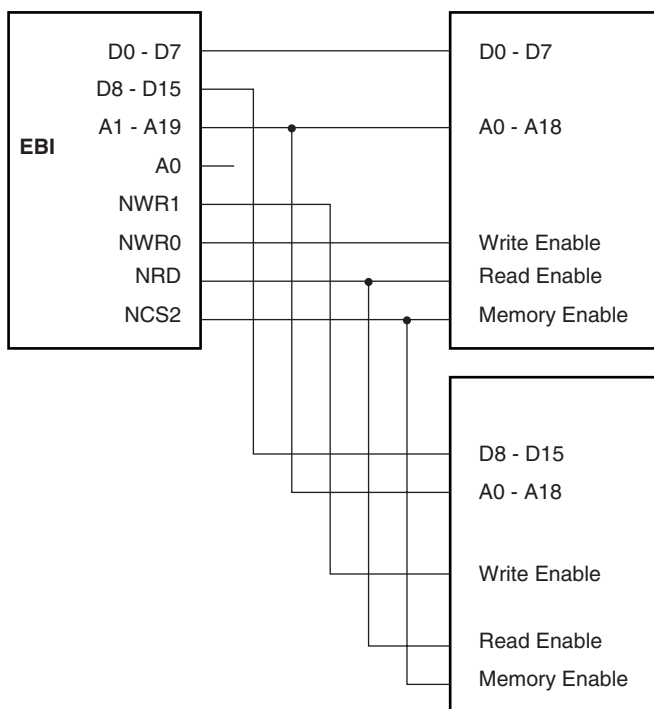 EBI
D0 - D7
D8 - D15
A1 - A19
A0
NWR1
NWR0
NRD
NCS2
D0 - D7
A0 - A18
Write Enable
Read Enable
Memory Enable
D8 - D15
A0 - A18
Write Enable
Read Enable
Memory Enable